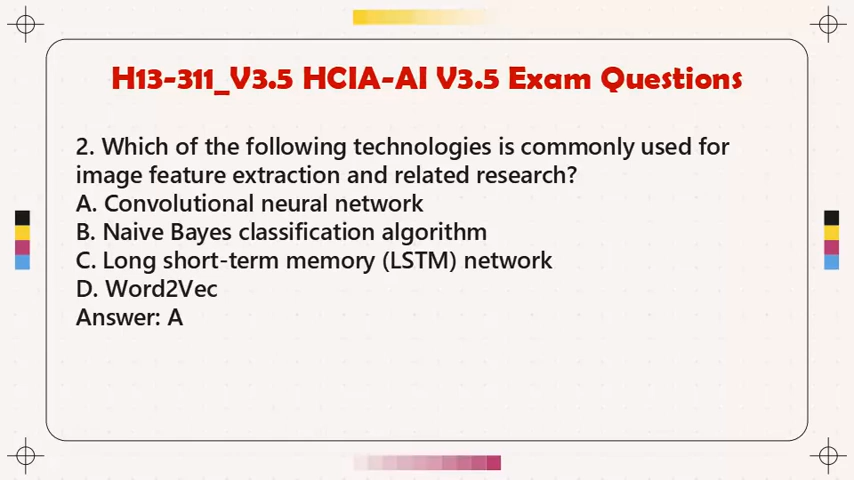 H13-311_V3.5 HCIA-AI V3.5 Exam Questions
2. Which of the following technologies is commonly used for
image feature extraction and related research?
A. Convolutional neural network
B. Naive Bayes classification algorithm
C. Long short-term memory (LSTM) network
D. Word2Vec
Answer: A